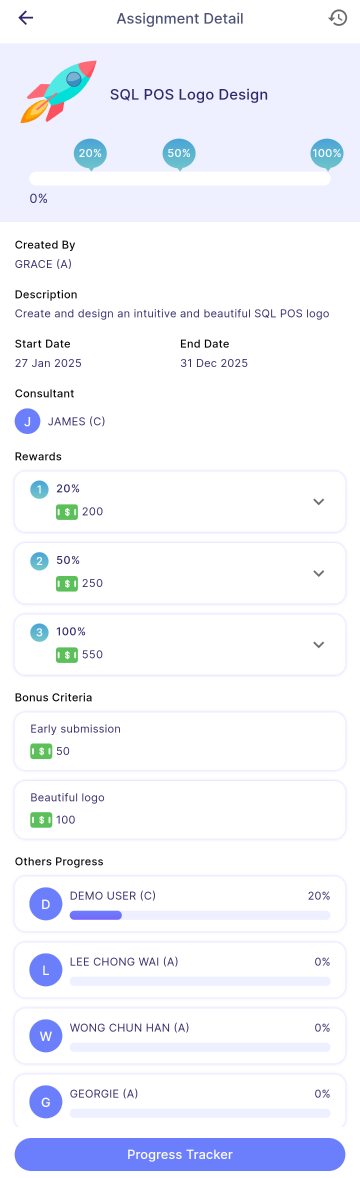 Assignment Detail
SQL POS Logo Design
20% 50% 100%
0%
Created By
GRACE (A)
Description
Create and design an intuitive and beautiful SQL POS logo
Start Date End Date
27 Jan 2025 31 Dec 2025
Consultant
J JAMES (C)
Rewards
1 20%
$ 200
2 50%
$ 250
3 100%
$ 550
Bonus Criteria
Early submission
$ 50
Beautiful logo
$ 100
Others Progress
D DEMO USER (C) 20%
L LEE CHONG WAI (A) 0%
W WONG CHUN HAN (A) 0%
G GEORGIE (A) 0%
Progress Tracker